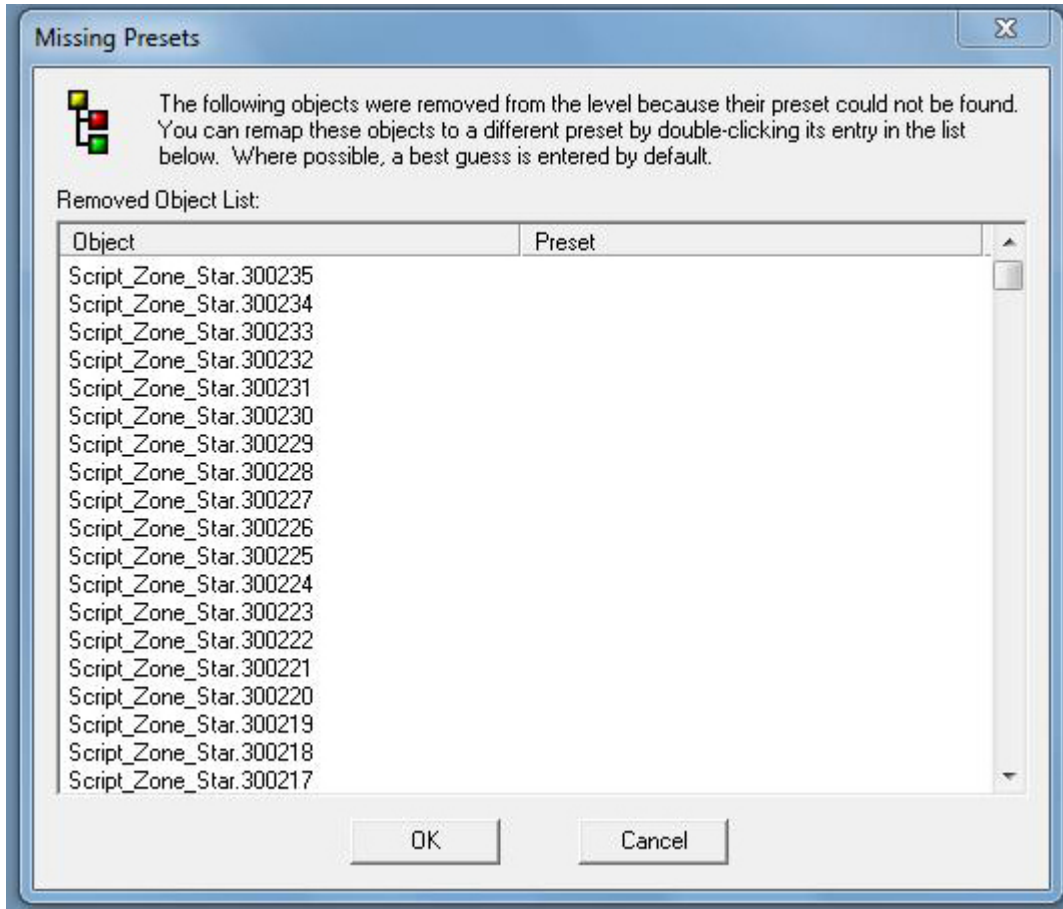 Missing Presets
The following objects were removed from the level because their preset could not be found.
You can remap these objects to a different preset by double-clicking its entry in the list
below.  Where possible, a best guess is entered by default.
Removed Object List:
Object Preset
Script_Zone_Star.300235
Script_Zone_Star.300234
Script_Zone_Star.300233
Script_Zone_Star.300232
Script_Zone_Star.300231
Script_Zone_Star.300230
Script_Zone_Star.300229
Script_Zone_Star.300228
Script_Zone_Star.300227
Script_Zone_Star.300226
Script_Zone_Star.300225
Script_Zone_Star.300224
Script_Zone_Star.300223
Script_Zone_Star.300222
Script_Zone_Star.300221
Script_Zone_Star.300220
Script_Zone_Star.300219
Script_Zone_Star.300218
Script_Zone_Star.300217
OK Cancel